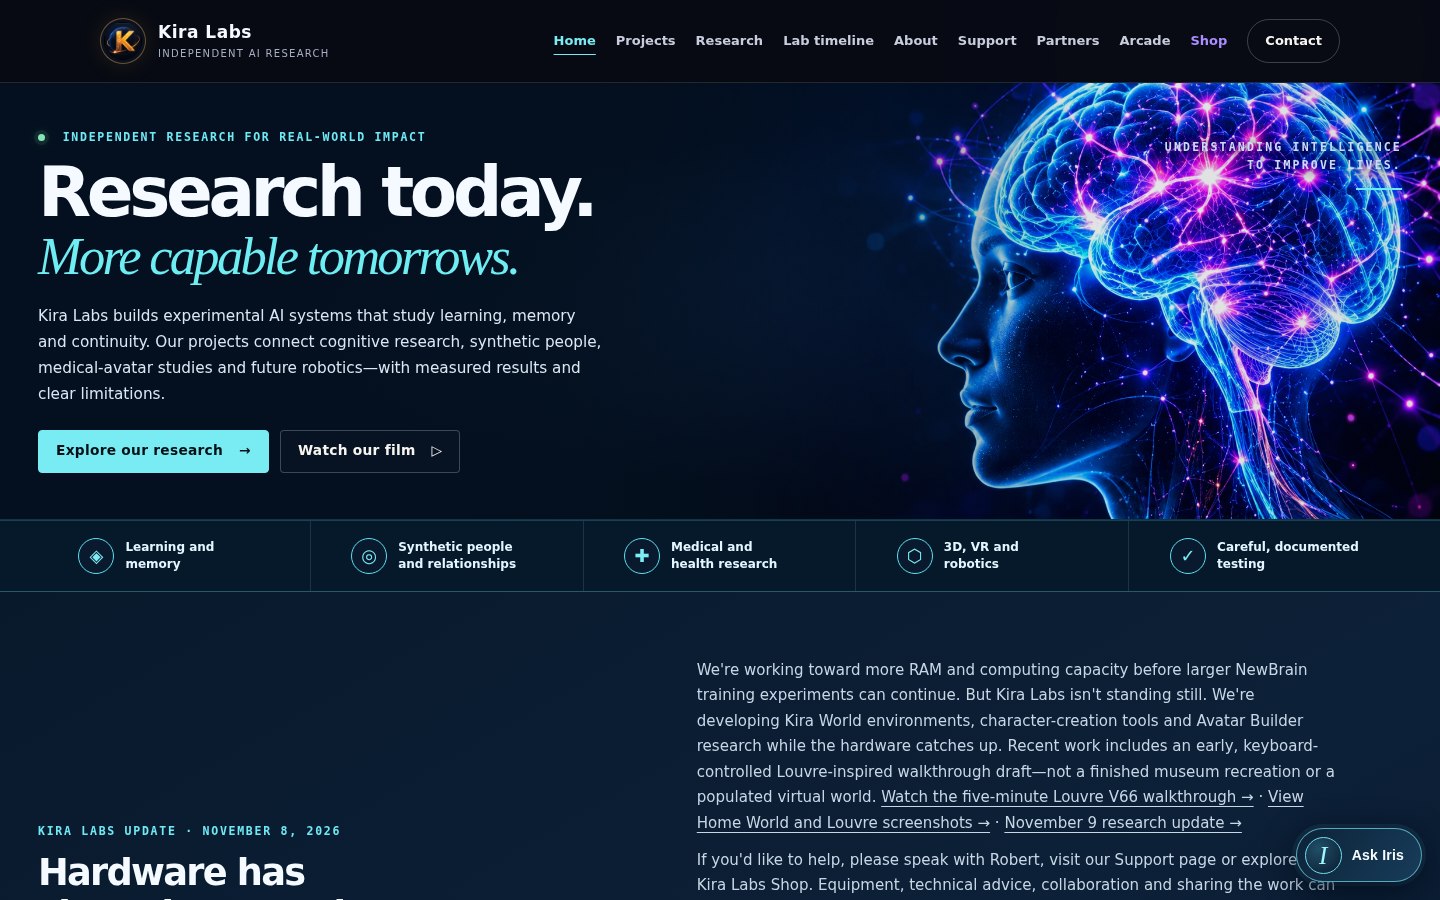 Kira Labs
INDEPENDENT AI RESEARCH
Home Projects Research Lab timeline About Support Partners Arcade Shop Contact
INDEPENDENT RESEARCH FOR REAL-WORLD IMPACT
Research today.
More capable tomorrows.
Kira Labs builds experimental AI systems that study learning, memory
and continuity. Our projects connect cognitive research, synthetic people,
medical-avatar studies and future robotics—with measured results and
clear limitations.
Explore our research →
Watch our film ▷
UNDERSTANDING INTELLIGENCE
TO IMPROVE LIVES.
Learning and
memory
Synthetic people
and relationships
Medical and
health research
3D, VR and
robotics
Careful, documented
testing
KIRA LABS UPDATE · NOVEMBER 8, 2026
Hardware has
We're working toward more RAM and computing capacity before larger NewBrain
training experiments can continue. But Kira Labs isn't standing still. We're
developing Kira World environments, character-creation tools and Avatar Builder
research while the hardware catches up. Recent work includes an early, keyboard-
controlled Louvre-inspired walkthrough draft—not a finished museum recreation or a
populated virtual world. Watch the five-minute Louvre V66 walkthrough → · View
Home World and Louvre screenshots → · November 9 research update →
If you'd like to help, please speak with Robert, visit our Support page or explore
Kira Labs Shop. Equipment, technical advice, collaboration and sharing the work can
I Ask Iris